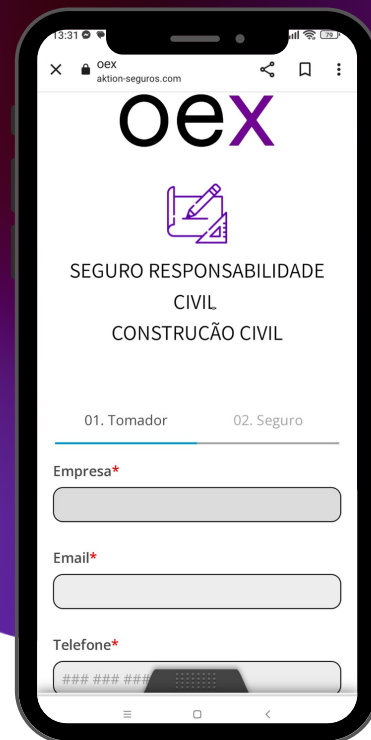 13:31
79
oex
aktion-seguros.com
oex
SEGURO RESPONSABILIDADE
CIVIL
CONSTRUCÃO CIVIL
01. Tomador
02. Seguro
Empresa*
Email*
Telefone*
### ### ###